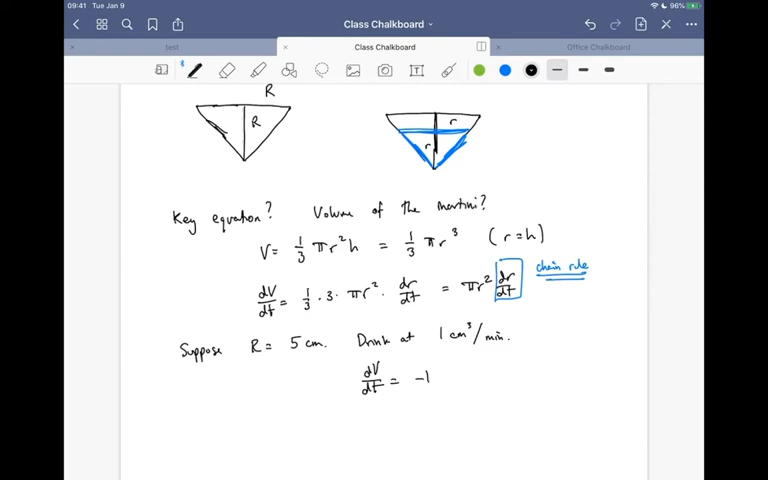 09:41 Tue Jan 9
96%
Class Chalkboard
test
Class Chalkboard
Office Chalkboard
R
R
r
r
Key equation? Volume of the martini?
V = 1/3 πr²h = 1/3 πr³ (r=h)
dV/dt = 1/3 · 3 · πr² · dr/dt = πr² dr/dt
chain rule
Suppose R = 5 cm. Drink at 1 cm³/min.
dV/dt = -1